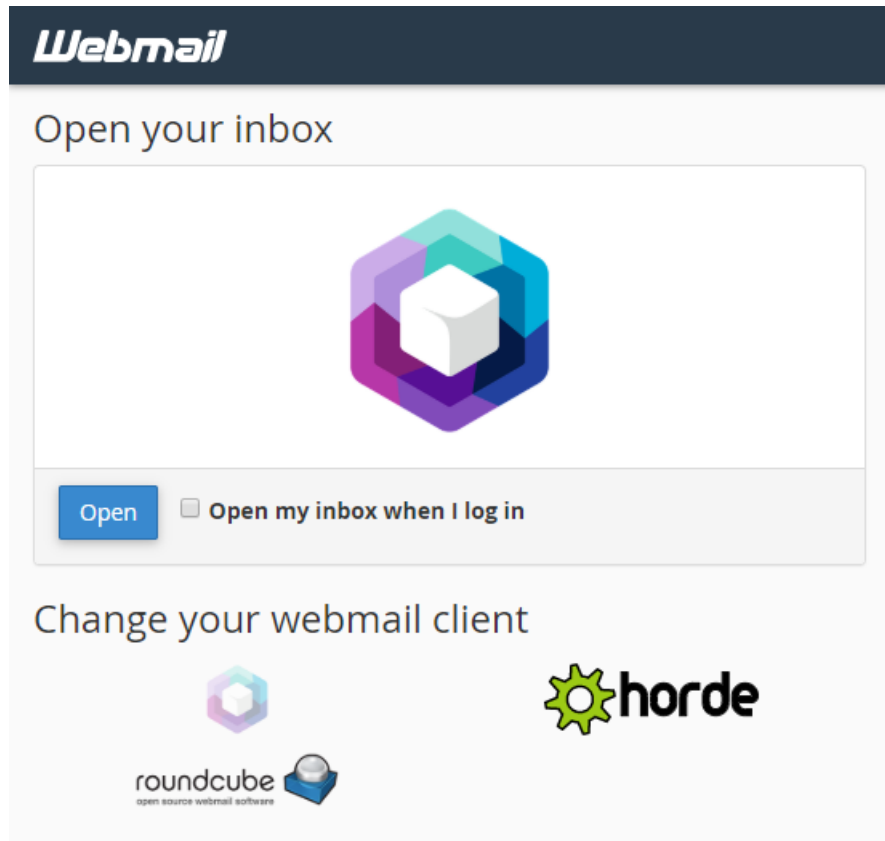 Webmail
Open your inbox
Open
Open my inbox when I log in
Change your webmail client
horde
roundcube
open source webmail software